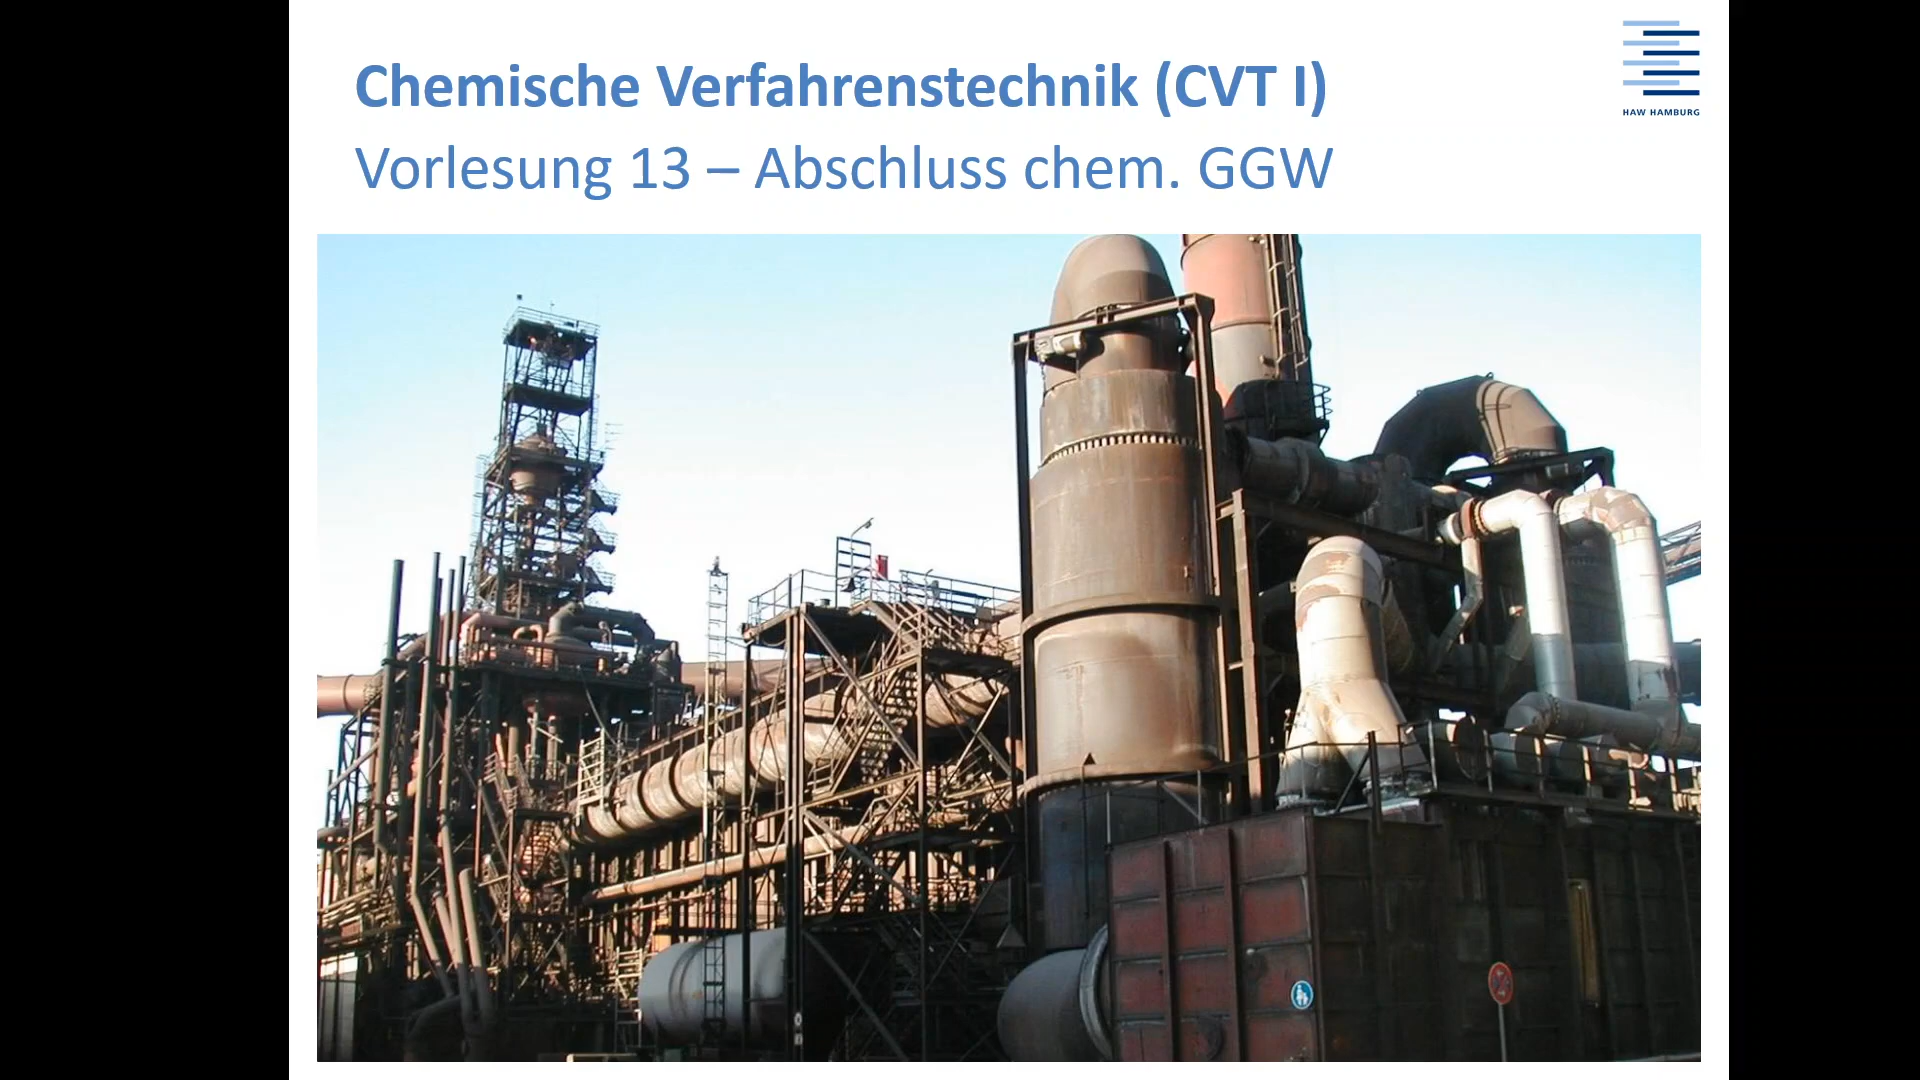 Chemische Verfahrenstechnik (CVT I)
Vorlesung 13 – Abschluss chem. GGW
HAW HAMBURG